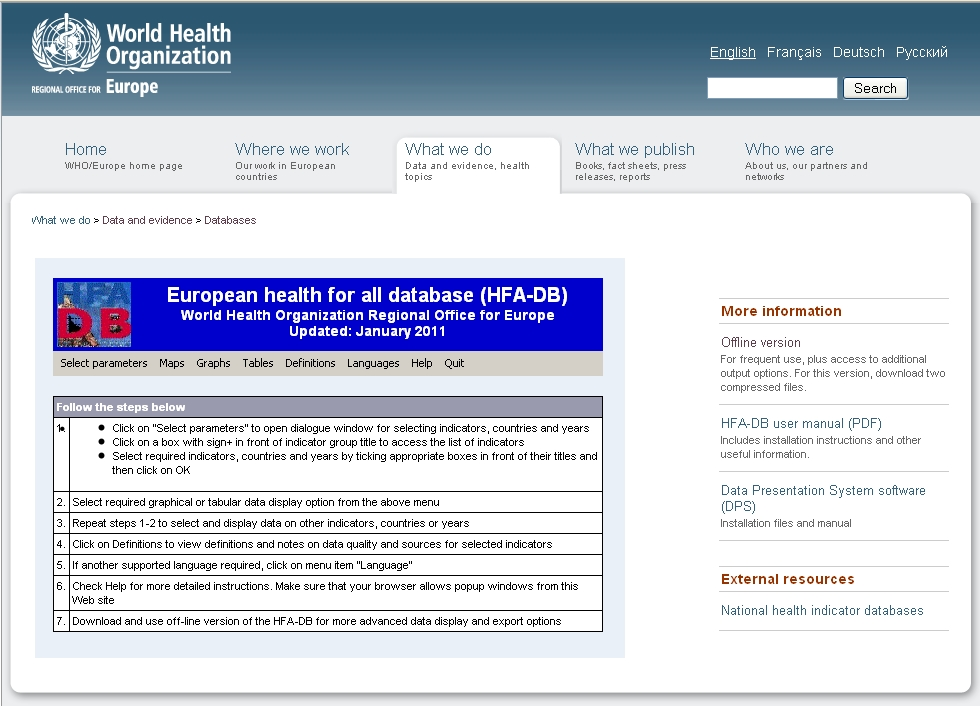 World Health
Organization
REGIONAL OFFICE FOR Europe
English Français Deutsch Русский
Search
Home
WHO/Europe home page
Where we work
Our work in European
countries
What we do
Data and evidence, health
topics
What we publish
Books, fact sheets, press
releases, reports
Who we are
About us, our partners and
networks
What we do > Data and evidence > Databases
HFA
DB
European health for all database (HFA-DB)
World Health Organization Regional Office for Europe
Updated: January 2011
Select parameters Maps Graphs Tables Definitions Languages Help Quit
Follow the steps below
1.
• Click on "Select parameters" to open dialogue window for selecting indicators, countries and years
• Click on a box with sign+ in front of indicator group title to access the list of indicators
• Select required indicators, countries and years by ticking appropriate boxes in front of their titles and
then click on OK
2. Select required graphical or tabular data display option from the above menu
3. Repeat steps 1-2 to select and display data on other indicators, countries or years
4. Click on Definitions to view definitions and notes on data quality and sources for selected indicators
5. If another supported language required, click on menu item "Language"
6. Check Help for more detailed instructions. Make sure that your browser allows popup windows from this
Web site
7. Download and use off-line version of the HFA-DB for more advanced data display and export options
More information
Offline version
For frequent use, plus access to additional
output options. For this version, download two
compressed files.
HFA-DB user manual (PDF)
Includes installation instructions and other
useful information.
Data Presentation System software
(DPS)
Installation files and manual
External resources
National health indicator databases